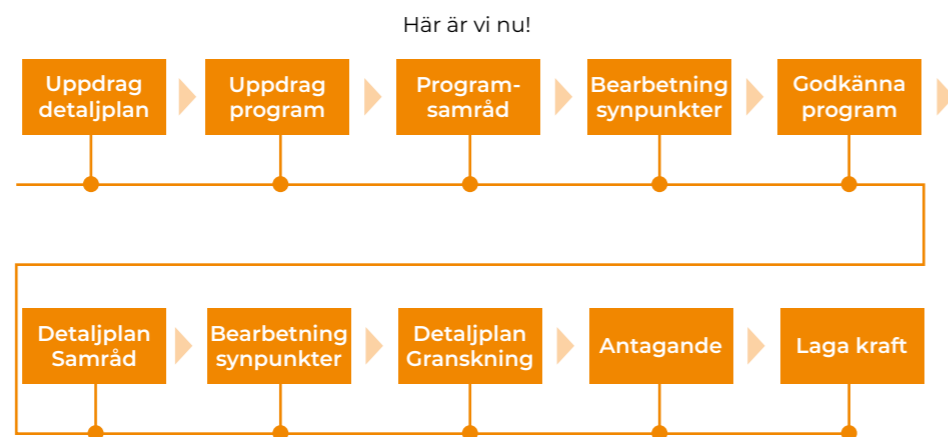 Här är vi nu!
Uppdrag
detaljplan
Uppdrag
program
Program-
samråd
Bearbetning
synpunkter
Godkänna
program
Detaljplan
Samråd
Bearbetning
synpunkter
Detaljplan
Granskning
Antagande
Laga kraft